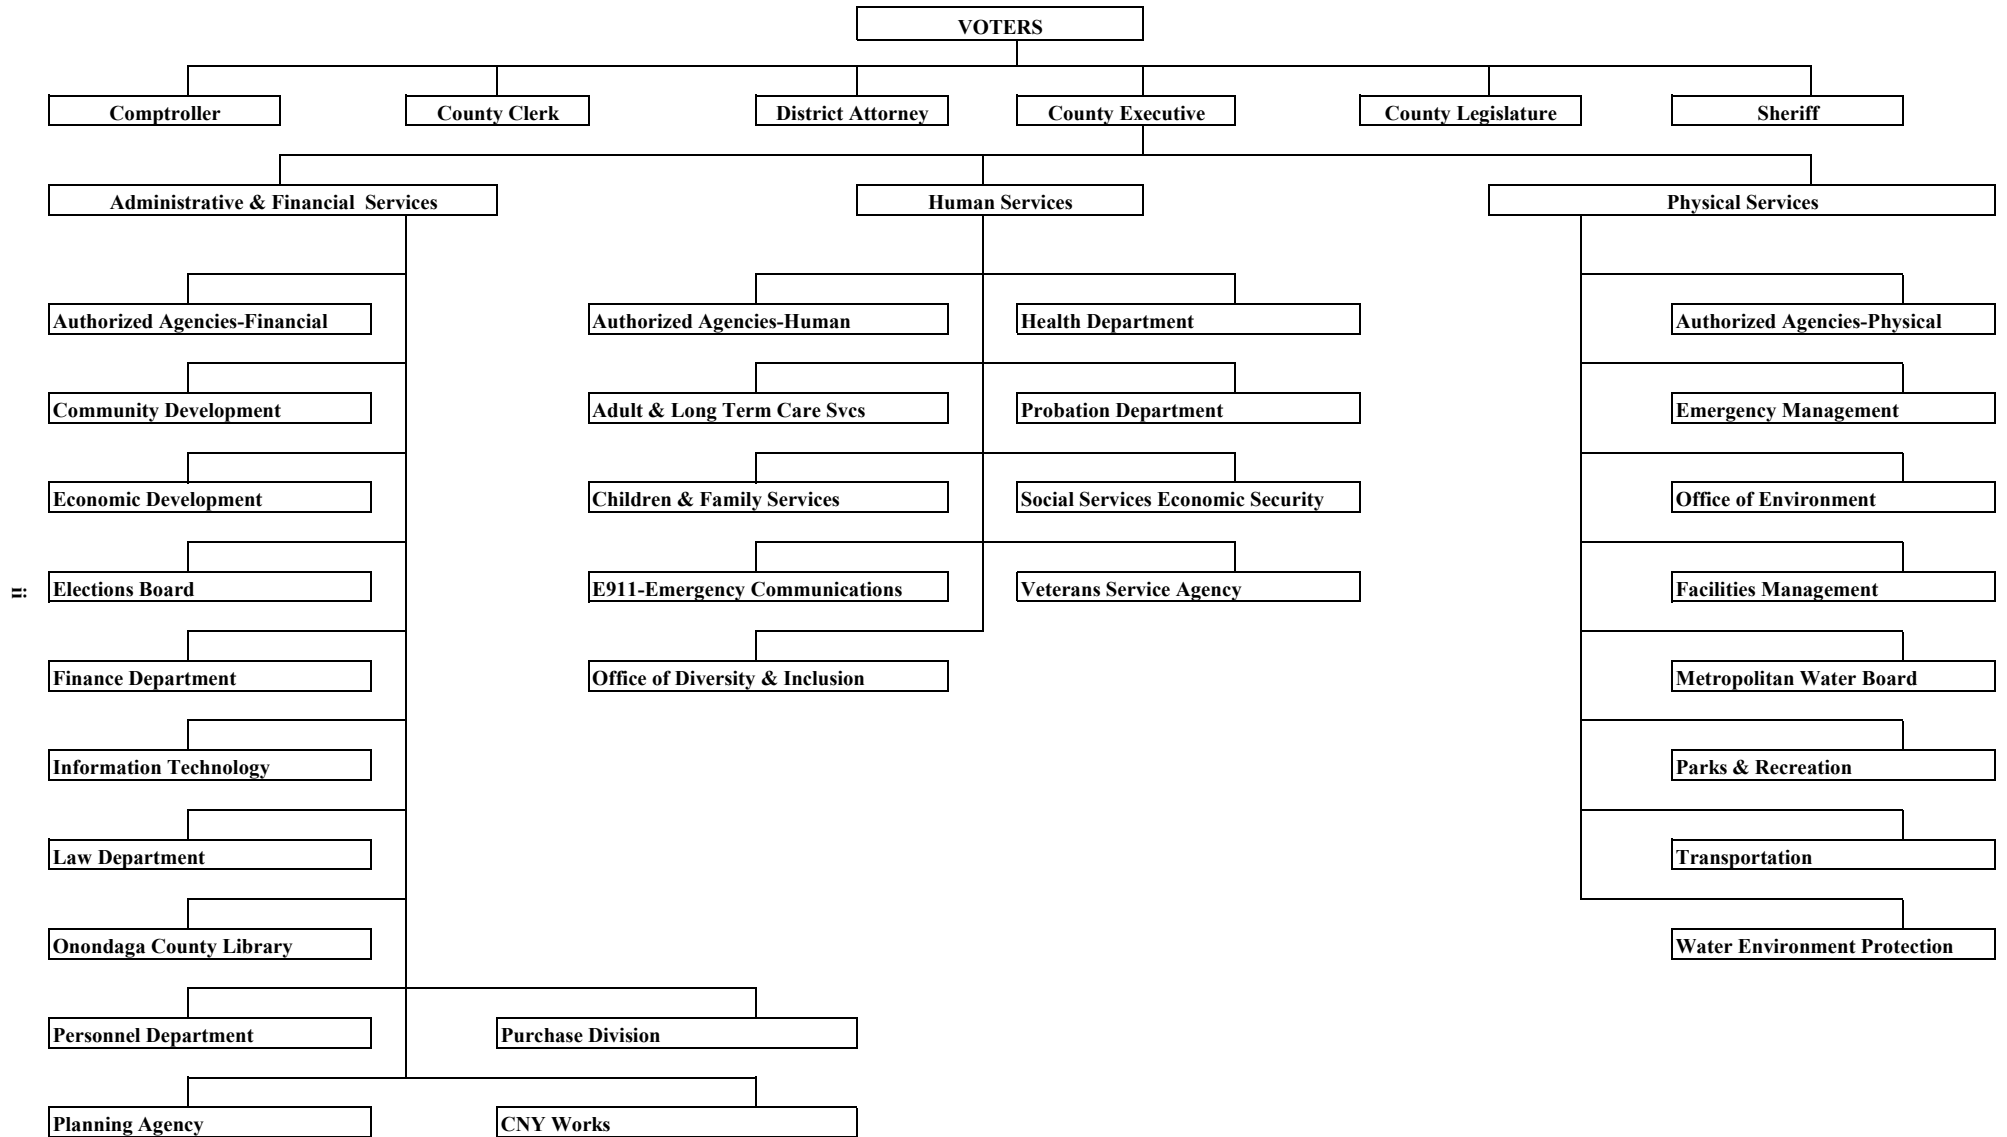 VOTERS
Comptroller
County Clerk
District Attorney
County Executive
County Legislature
Sheriff
Administrative & Financial Services
Human Services
Physical Services
Authorized Agencies-Financial
Authorized Agencies-Human
Health Department
Authorized Agencies-Physical
Community Development
Adult & Long Term Care Svcs
Probation Department
Emergency Management
Economic Development
Children & Family Services
Social Services Economic Security
Office of Environment
ii
Elections Board
E911-Emergency Communications
Veterans Service Agency
Facilities Management
Finance Department
Office of Diversity & Inclusion
Metropolitan Water Board
Information Technology
Parks & Recreation
Law Department
Transportation
Onondaga County Library
Water Environment Protection
Personnel Department
Purchase Division
Planning Agency
CNY Works